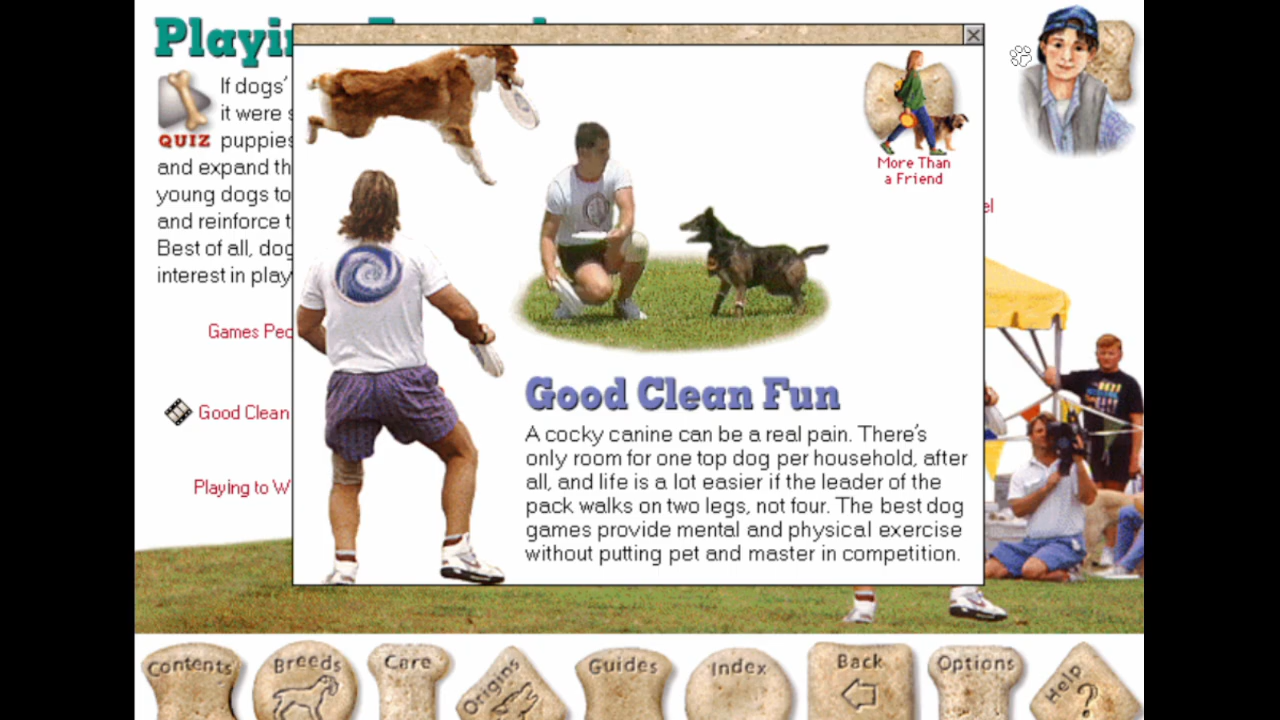 Playi
If dogs'
it were s
QUIZ
puppies
and expand th
young dogs to
and reinforce t
Best of all, dog
interest in play
Games Peo
Good Clean
Playing to W
More Than
a Friend
Good Clean Fun
A cocky canine can be a real pain. There's
only room for one top dog per household, after
all, and life is a lot easier if the leader of the
pack walks on two legs, not four. The best dog
games provide mental and physical exercise
without putting pet and master in competition.
el
Contents
Breeds
Care
Origins
Guides
Index
Back
Options
Help